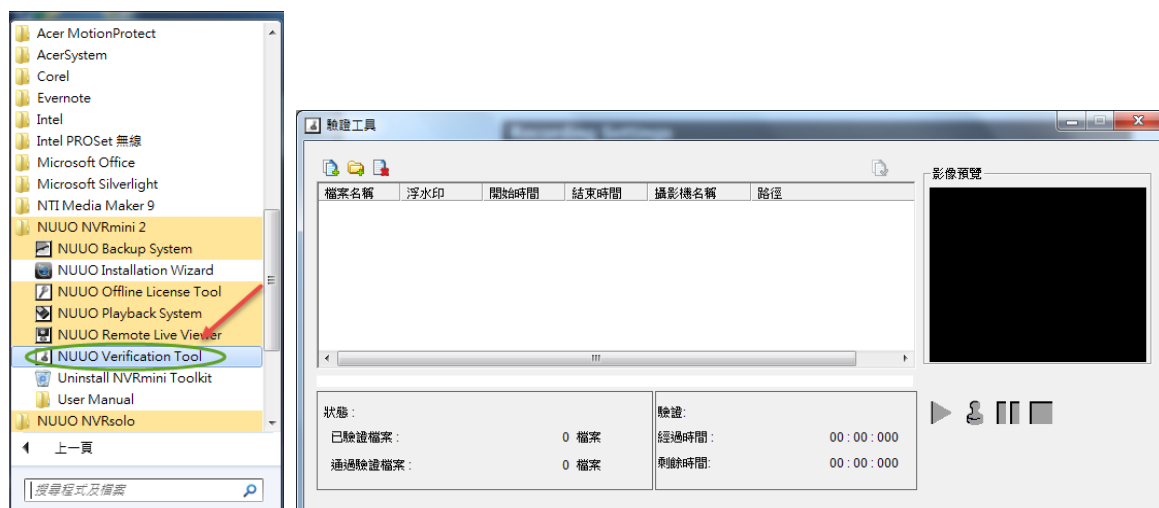 Acer MotionProtect
AcerSystem
Corel
Evernote
Intel
Intel PROSet 無線
Microsoft Office
Microsoft Silverlight
NTI Media Maker 9
NUUO NVRmini 2
NUUO Backup System
NUUO Installation Wizard
NUUO Offline License Tool
NUUO Playback System
NUUO Remote Live Viewer
NUUO Verification Tool
Uninstall NVRmini Toolkit
User Manual
NUUO NVRsolo
上一頁
搜尋程式及檔案
驗證工具
Recording Settings
檔案名稱 浮水印 開始時間 結束時間 攝影機名稱 路徑
影像預覽
狀態 :
已驗證檔案 : 0 檔案
通過驗證檔案 : 0 檔案
驗證:
經過時間 : 00 : 00 : 000
剩餘時間: 00 : 00 : 000